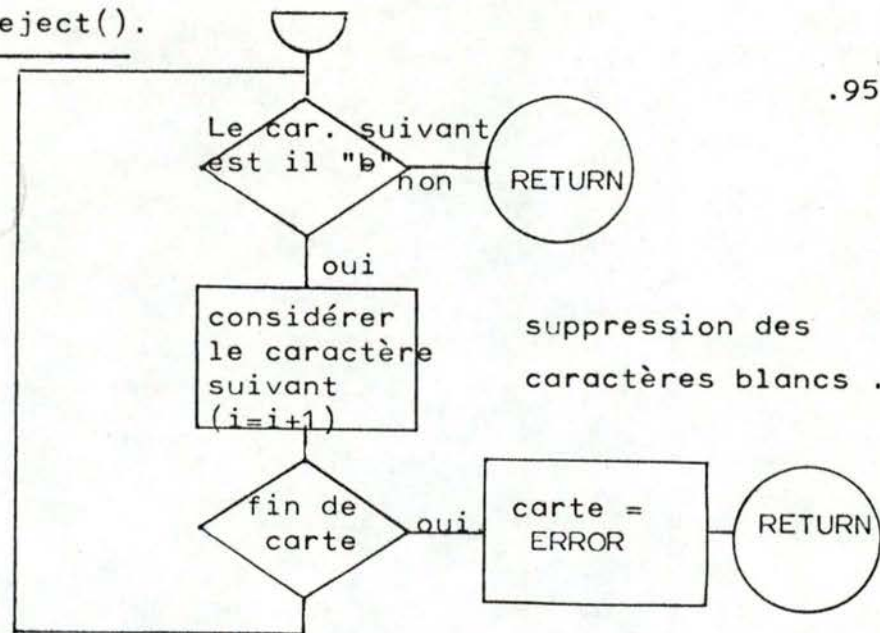 eject().
.95
Le car. suivant
est il "b"
non
RETURN
oui
considérer
le caractère
suivant
(i=i+1)
suppression des
caractères blancs .
fin de
carte
oui.
carte =
ERROR
RETURN